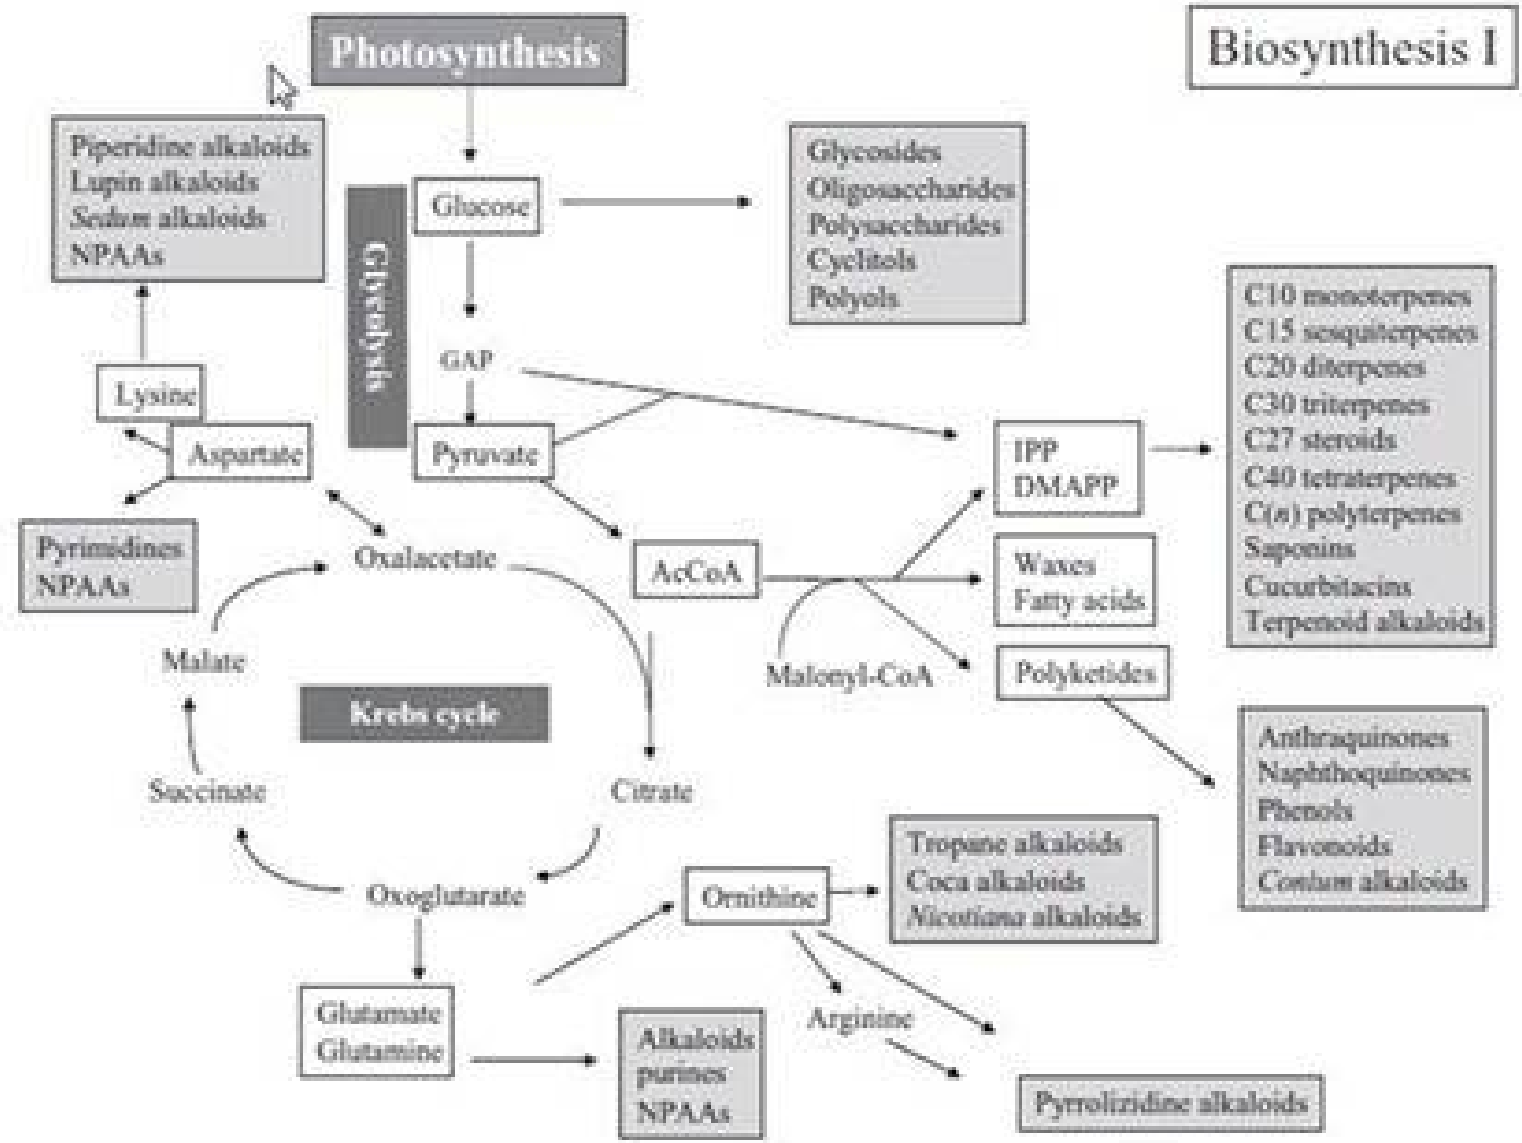 Photosynthesis
Biosynthesis I
Piperidine alkaloids
Lupin alkaloids
Sedum alkaloids
NPAAs
Glucose
Glycosides
Oligosaccharides
Polysaccharides
Cyclitols
Polyols
Glycolysis
GAP
C10 monoterpenes
C15 sesquiterpenes
C20 diterpenes
C30 triterpenes
C27 steroids
C40 tetraterpenes
C(n) polyterpenes
Saponins
Cucurbitacins
Terpenoid alkaloids
Lysine
Aspartate
Pyruvate
IPP
DMAPP
Pyrimidines
NPAAs
Oxalacetate
AcCoA
Waxes
Fatty acids
Malate
Malonyl-CoA
Polyketides
Krebs cycle
Anthraquinones
Naphthoquinones
Phenols
Flavonoids
Conium alkaloids
Succinate
Citrate
Oxoglutarate
Ornithine
Tropane alkaloids
Coca alkaloids
Nicotiana alkaloids
Glutamate
Glutamine
Alkaloids
purines
NPAAs
Arginine
Pyrrolizidine alkaloids